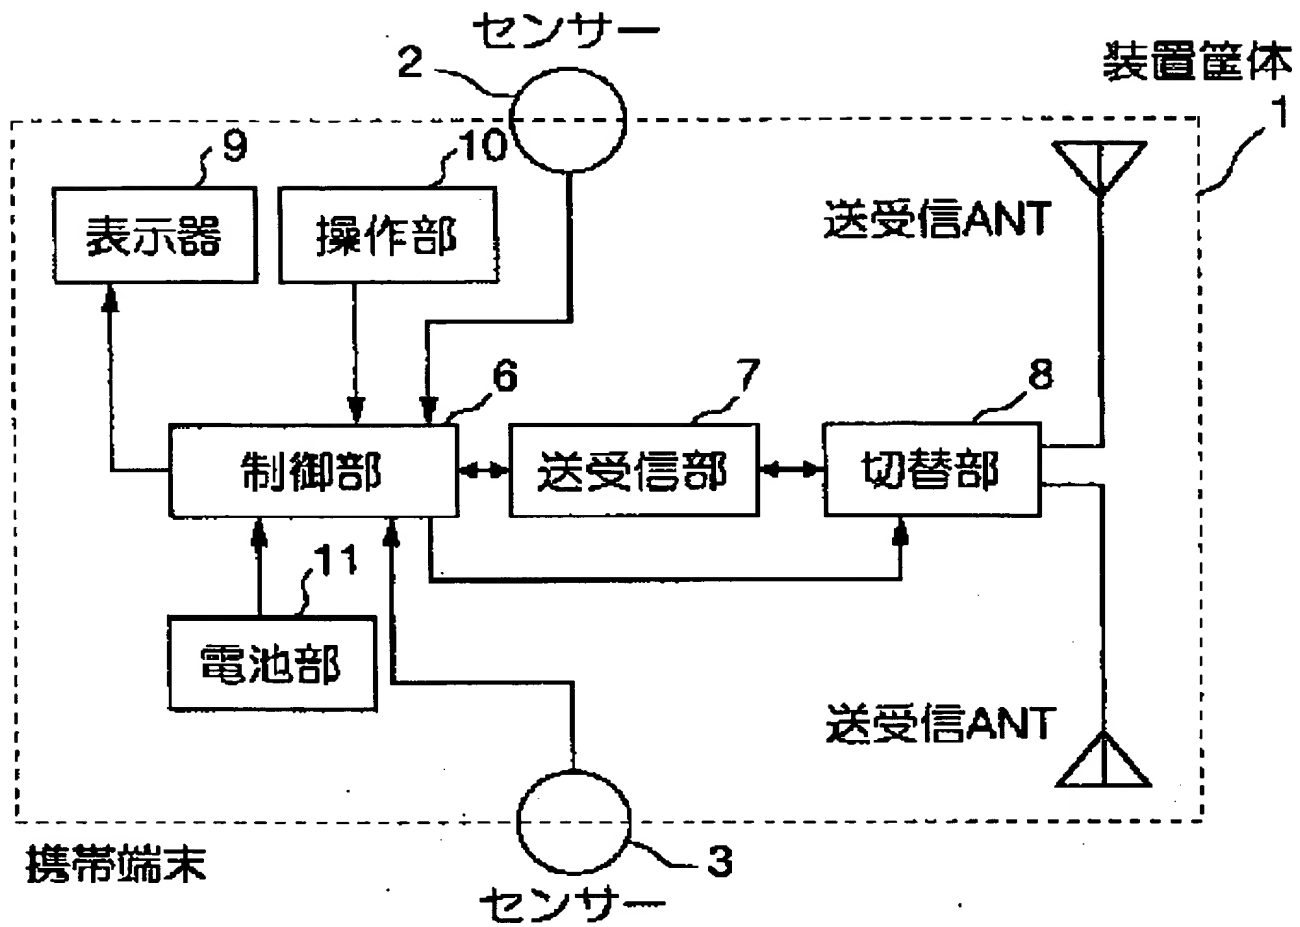 センサー
2
装置筐体
1
9
10
表示器
操作部
送受信ANT
6
7
8
制御部
送受信部
切替部
11
電池部
送受信ANT
携帯端末
3
センサー